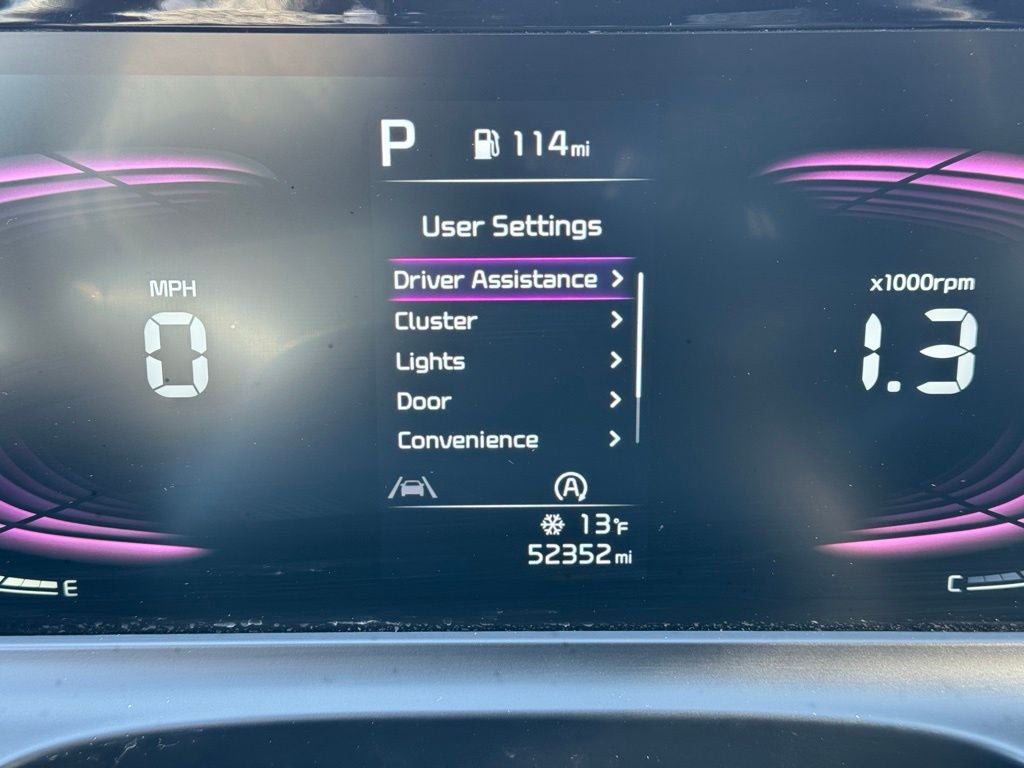 P 114mi
User Settings
Driver Assistance >
Cluster >
Lights >
Door >
Convenience >
MPH
0
x1000rpm
1.3
A
13°F
52352mi
E
C